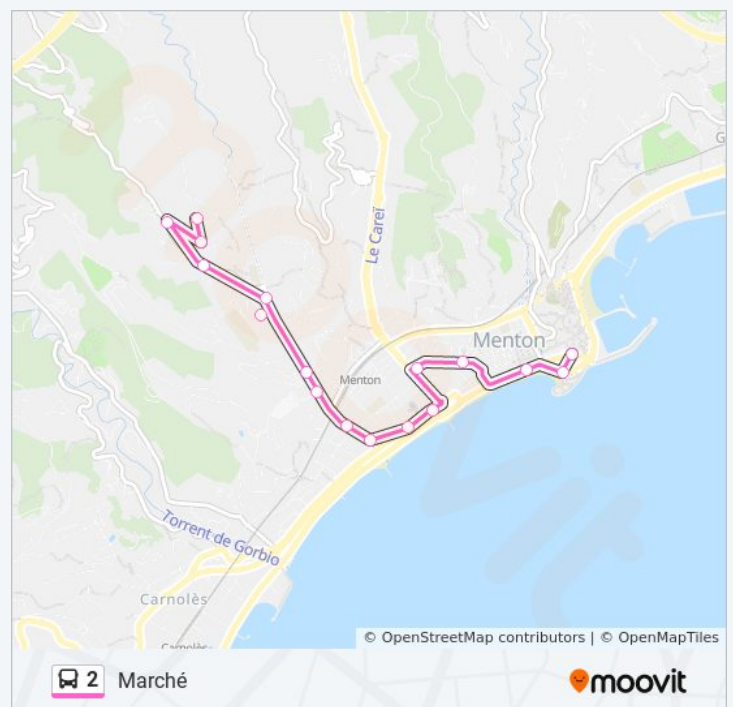 Le Careï
Menton
Menton
Torrent de Gorbio
Carnolès
© OpenStreetMap contributors | © OpenMapTiles
2 Marché
moovit